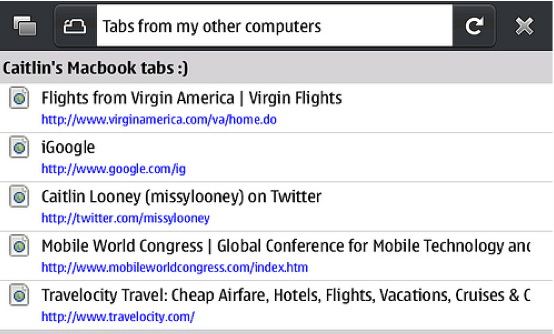 Tabs from my other computers
Caitlin's Macbook tabs :)
Flights from Virgin America | Virgin Flights
http://www.virginamerica.com/va/home.do
iGoogle
http://www.google.com/ig
Caitlin Looney (missylooney) on Twitter
http://twitter.com/missylooney
Mobile World Congress | Global Conference for Mobile Technology and
http://www.mobileworldcongress.com/index.htm
Travelocity Travel: Cheap Airfare, Hotels, Flights, Vacations, Cruises & C
http://www.travelocity.com/